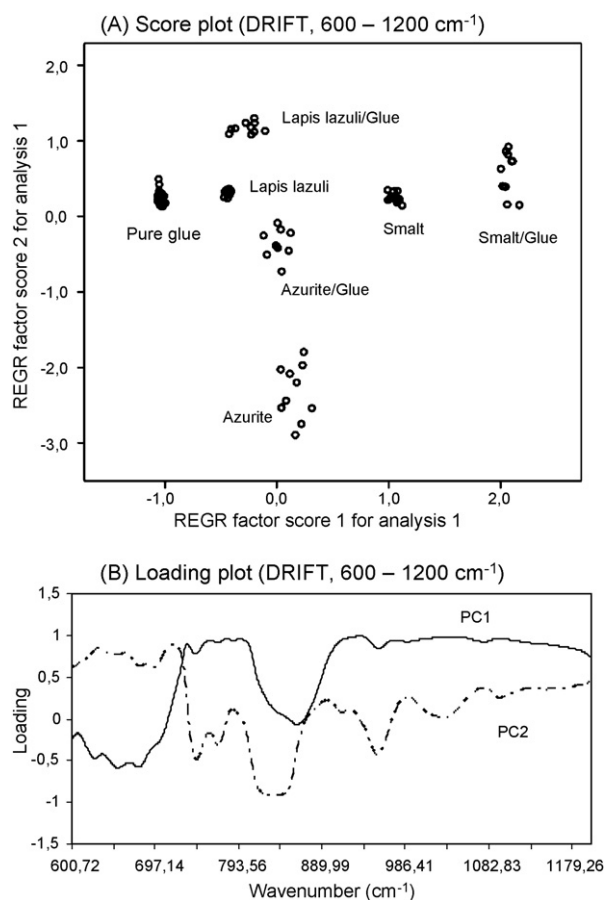 (A) Score plot (DRIFT, 600 – 1200 cm⁻¹)
REGR factor score 2 for analysis 1
2,0
1,0
0,0
-1,0
-2,0
-3,0
Lapis lazuli/Glue
Lapis lazuli
Pure glue
Smalt
Smalt/Glue
Azurite/Glue
Azurite
-1,0 0,0 1,0 2,0
REGR factor score 1 for analysis 1
(B) Loading plot (DRIFT, 600 – 1200 cm⁻¹)
Loading
1,5
1
0,5
0
-0,5
-1
-1,5
PC1
PC2
600,72 697,14 793,56 889,99 986,41 1082,83 1179,26
Wavenumber (cm⁻¹)